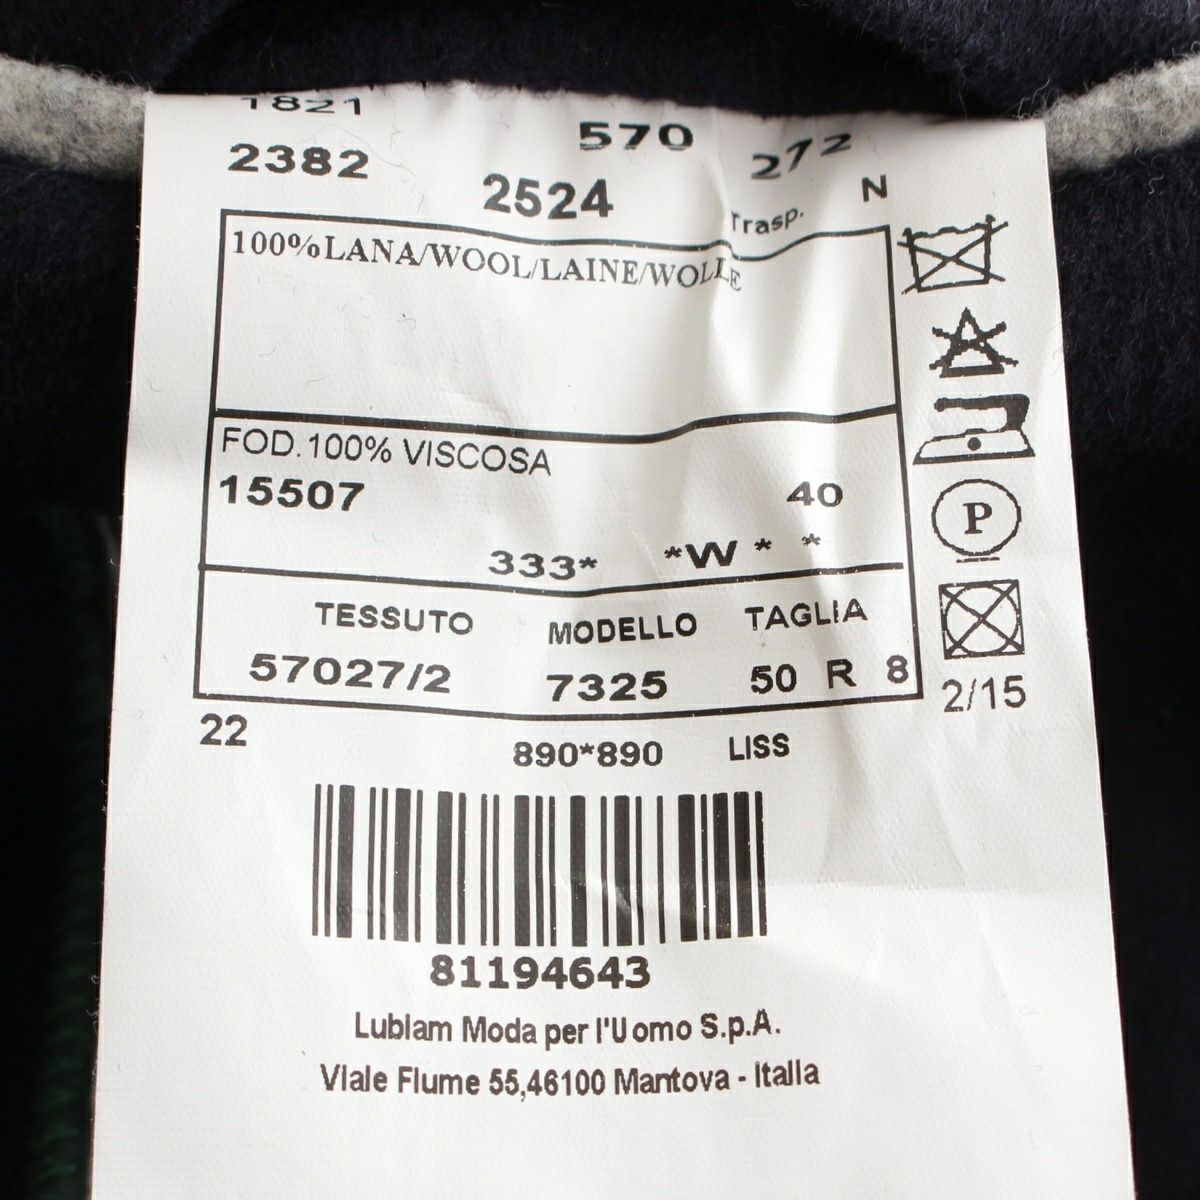 1821 570 272
2382 2524 Trasp. N
100%LANA/WOOL/LAINE/WOLLE
FOD.100% VISCOSA
15507 40
333* *W * *
TESSUTO MODELLO TAGLIA
57027/2 7325 50 R 8
2/15
22 890*890 LISS
P
81194643
Lubiam Moda per l'Uomo S.p.A.
Viale Fiume 55,46100 Mantova - Italia